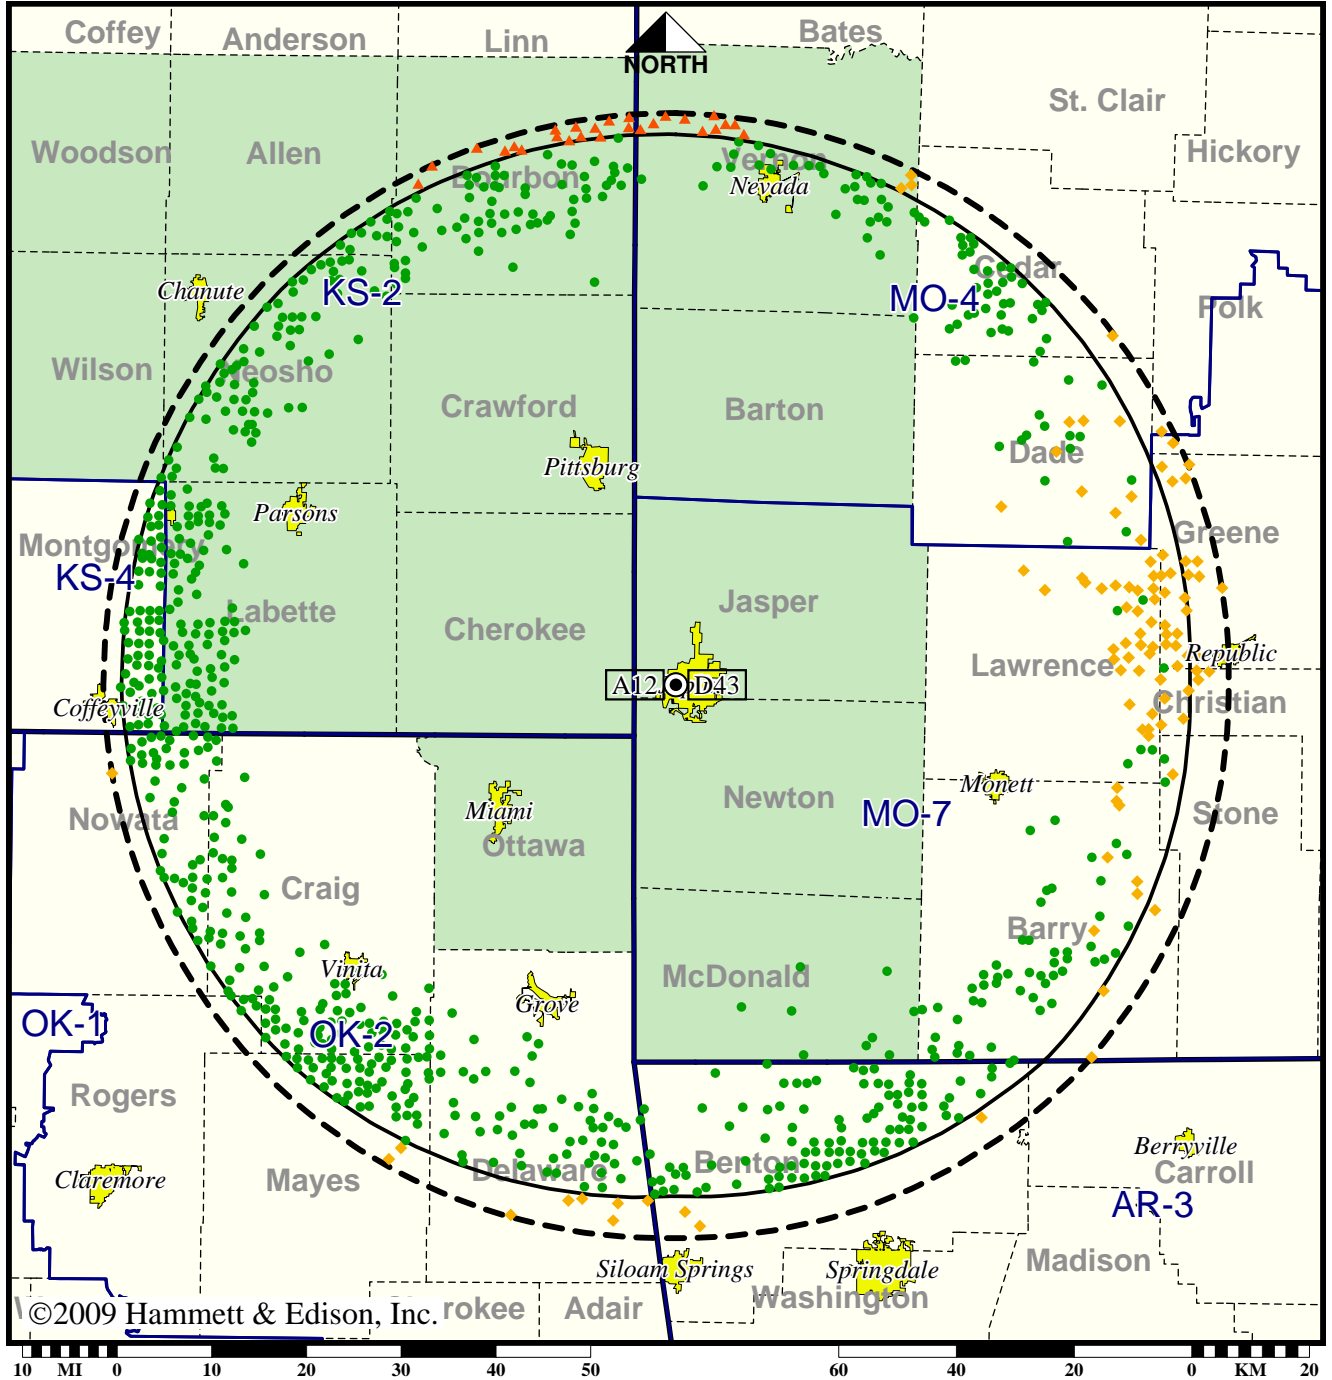 Coffey
Anderson
Linn
Bates
NORTH
St. Clair
Woodson
Allen
Bourbon
Vernon
Hickory
Nevada
Chanute
KS-2
Cedar
MO-4
Polk
Wilson
Neosho
Crawford
Barton
Pittsburg
Dade
Parsons
Montgomery
Greene
KS-4
Labette
Cherokee
Jasper
Lawrence
Republic
A12
D43
Coffeyville
Christian
Miami
Nowata
Ottawa
Newton
Monett
MO-7
Stone
Craig
Barry
Vinita
McDonald
Grove
OK-1
OK-2
Rogers
Berryville
Claremore
Mayes
Delaware
Benton
Carroll
AR-3
Siloam Springs
Springdale
Madison
©2009 Hammett & Edison, Inc.
rokee
Adair
Washington
10 MI 0 10 20 30 40 50 60 40 20 0 KM 20